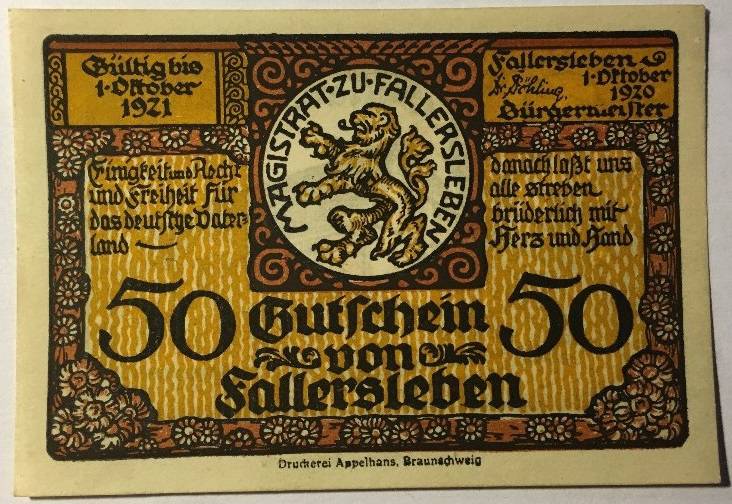 Gültig bis
1. Oktober
1921
Fallersleben
1. Oktober
1920
Bürgermeister
MAGISTRAT·ZU·FALLERSLEBEN
Einigkeit und Recht
und Freiheit für
das deutsche Vater-
land —
danach laßt uns
alle streben
brüderlich mit
Herz und Hand
50
Gutschein
von
Fallersleben
50
Druckerei Appelhans, Braunschweig